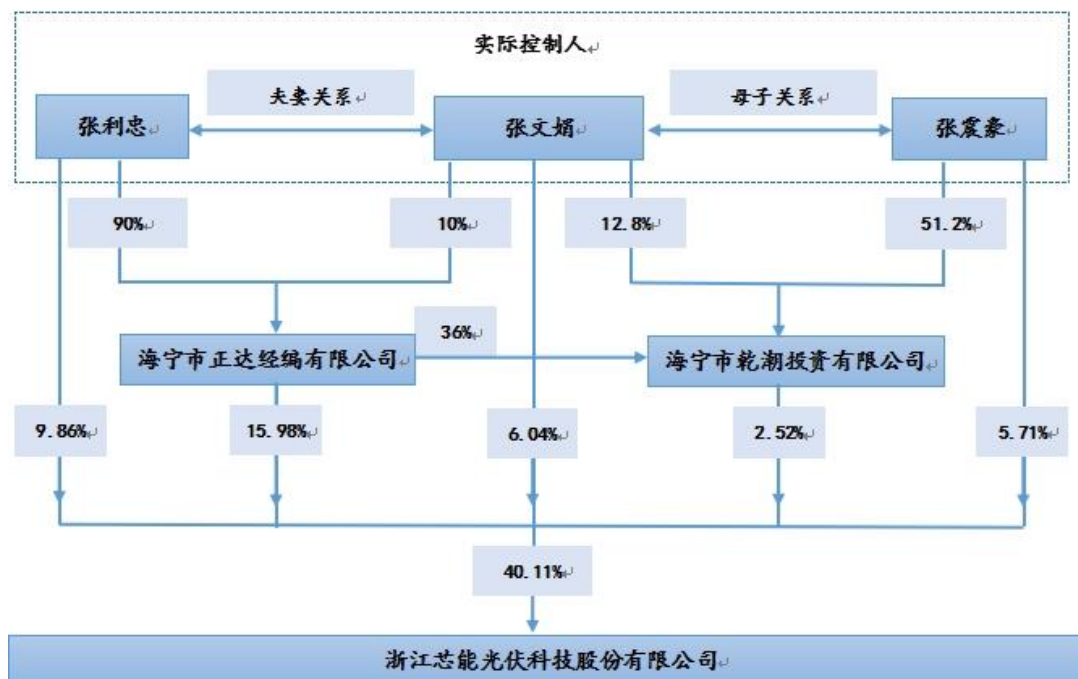 实际控制人
夫妻关系
母子关系
张利忠
张文娟
张震豪
90%
10%
12.8%
51.2%
36%
海宁市正达经编有限公司
海宁市乾潮投资有限公司
9.86%
15.98%
6.04%
2.52%
5.71%
40.11%
浙江芯能光伏科技股份有限公司